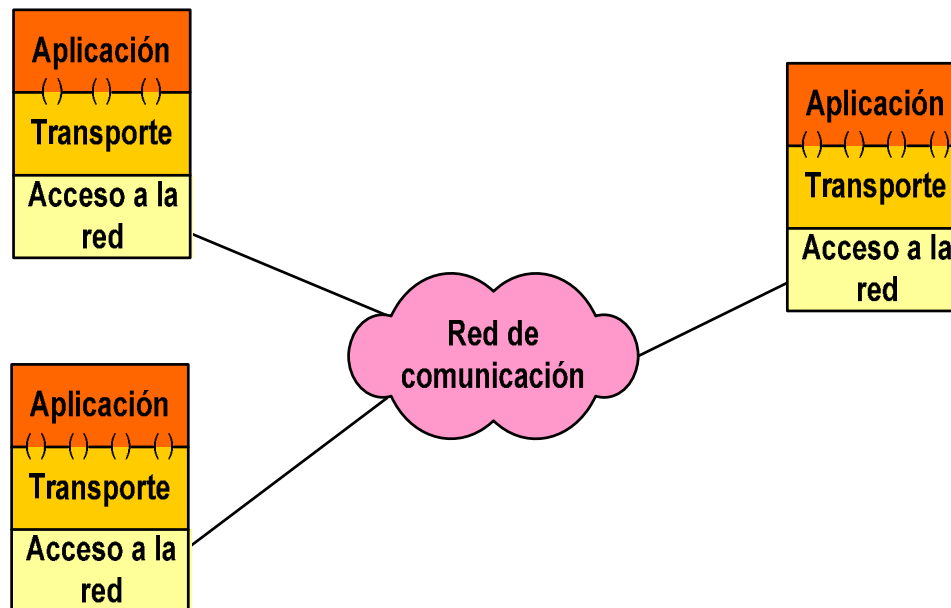 Aplicación
Transporte
Acceso a la
red
Aplicación
Transporte
Acceso a la
red
Red de
comunicación
Aplicación
Transporte
Acceso a la
red